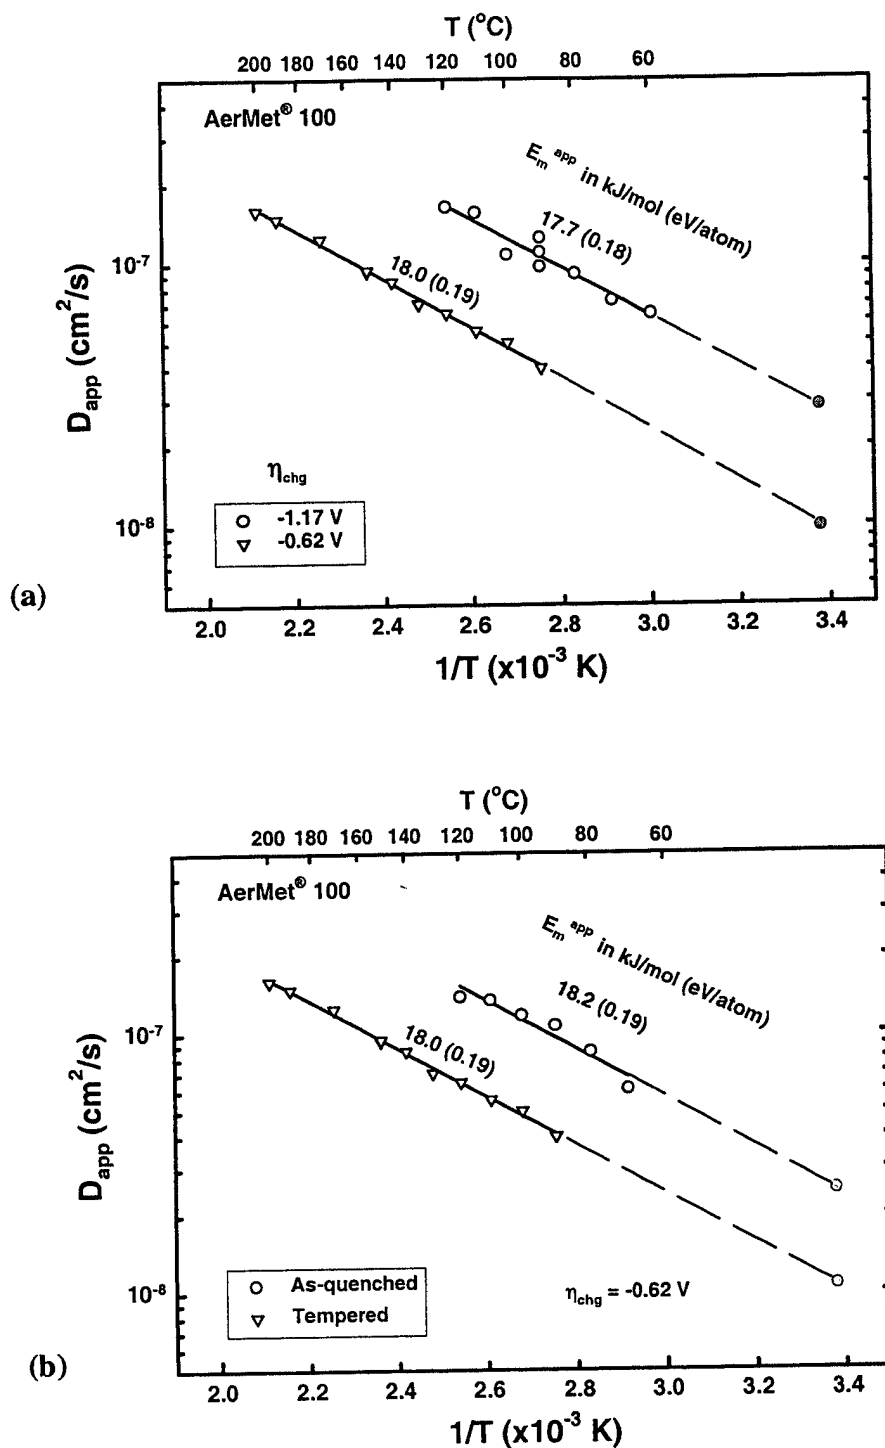 T (°C)
200 180 160 140 120 100 80 60
AerMet® 100
E_m^app in kJ/mol (eV/atom)
17.7 (0.18)
18.0 (0.19)
10⁻⁷
10⁻⁸
D_app (cm²/s)
η_chg
-1.17 V
-0.62 V
(a)
2.0 2.2 2.4 2.6 2.8 3.0 3.2 3.4
1/T (x10⁻³ K)
T (°C)
200 180 160 140 120 100 80 60
AerMet® 100
E_m^app in kJ/mol (eV/atom)
18.2 (0.19)
18.0 (0.19)
10⁻⁷
10⁻⁸
D_app (cm²/s)
As-quenched
Tempered
η_chg = -0.62 V
(b)
2.0 2.2 2.4 2.6 2.8 3.0 3.2 3.4
1/T (x10⁻³ K)